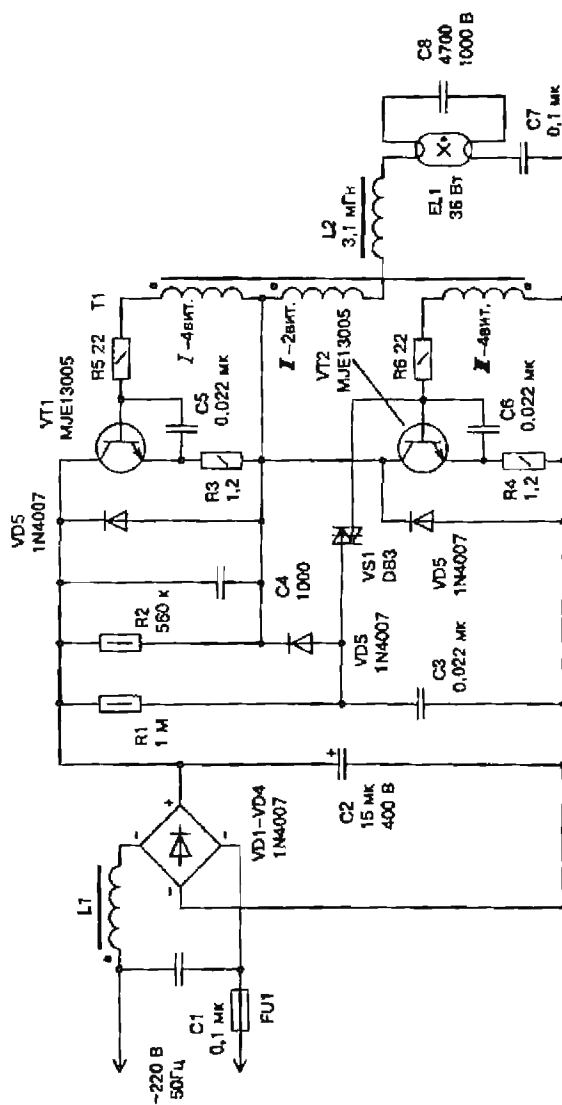 ~220 В
50Гц
C1
0,1 мк
FU1
L1
VD1-VD4
1N4007
C2
15 мк
400 В
R1
1 М
R2
560 к
C3
0,022 мк
VD5
1N4007
C4
1000
VD5
1N4007
VS1
DB3
VD5
1N4007
VT1
MJE13005
R3
1,2
C5
0,022 мк
R5 22
T1
I-4вит.
I-2вит.
VT2
MJE13005
R6 22
II-4вит.
C6
0,022 мк
R4
1,2
L2
3,1 мГн
EL1
36 Вт
C8
4700
1000 В
C7
0,1 мк